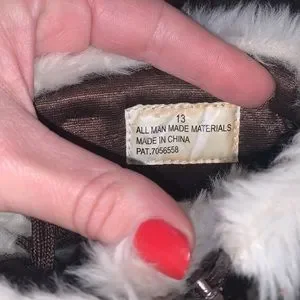 13
ALL MAN MADE MATERIALS
MADE IN CHINA
PAT.7056558